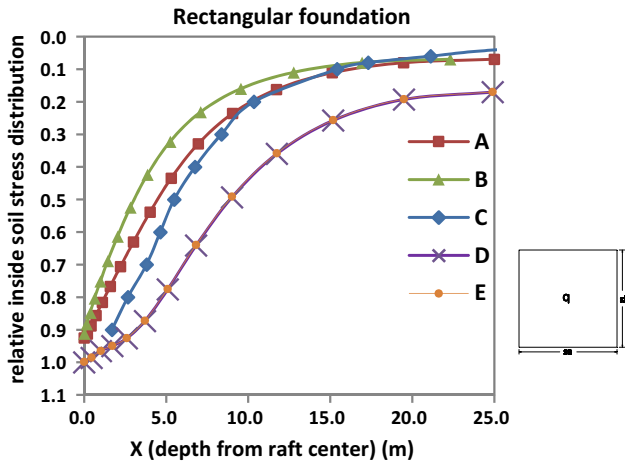 Rectangular foundation
relative inside soil stress distribution
0.0
0.1
0.2
0.3
0.4
0.5
0.6
0.7
0.8
0.9
1.0
1.1
A
B
C
D
E
q
0.0 5.0 10.0 15.0 20.0 25.0
X (depth from raft center) (m)